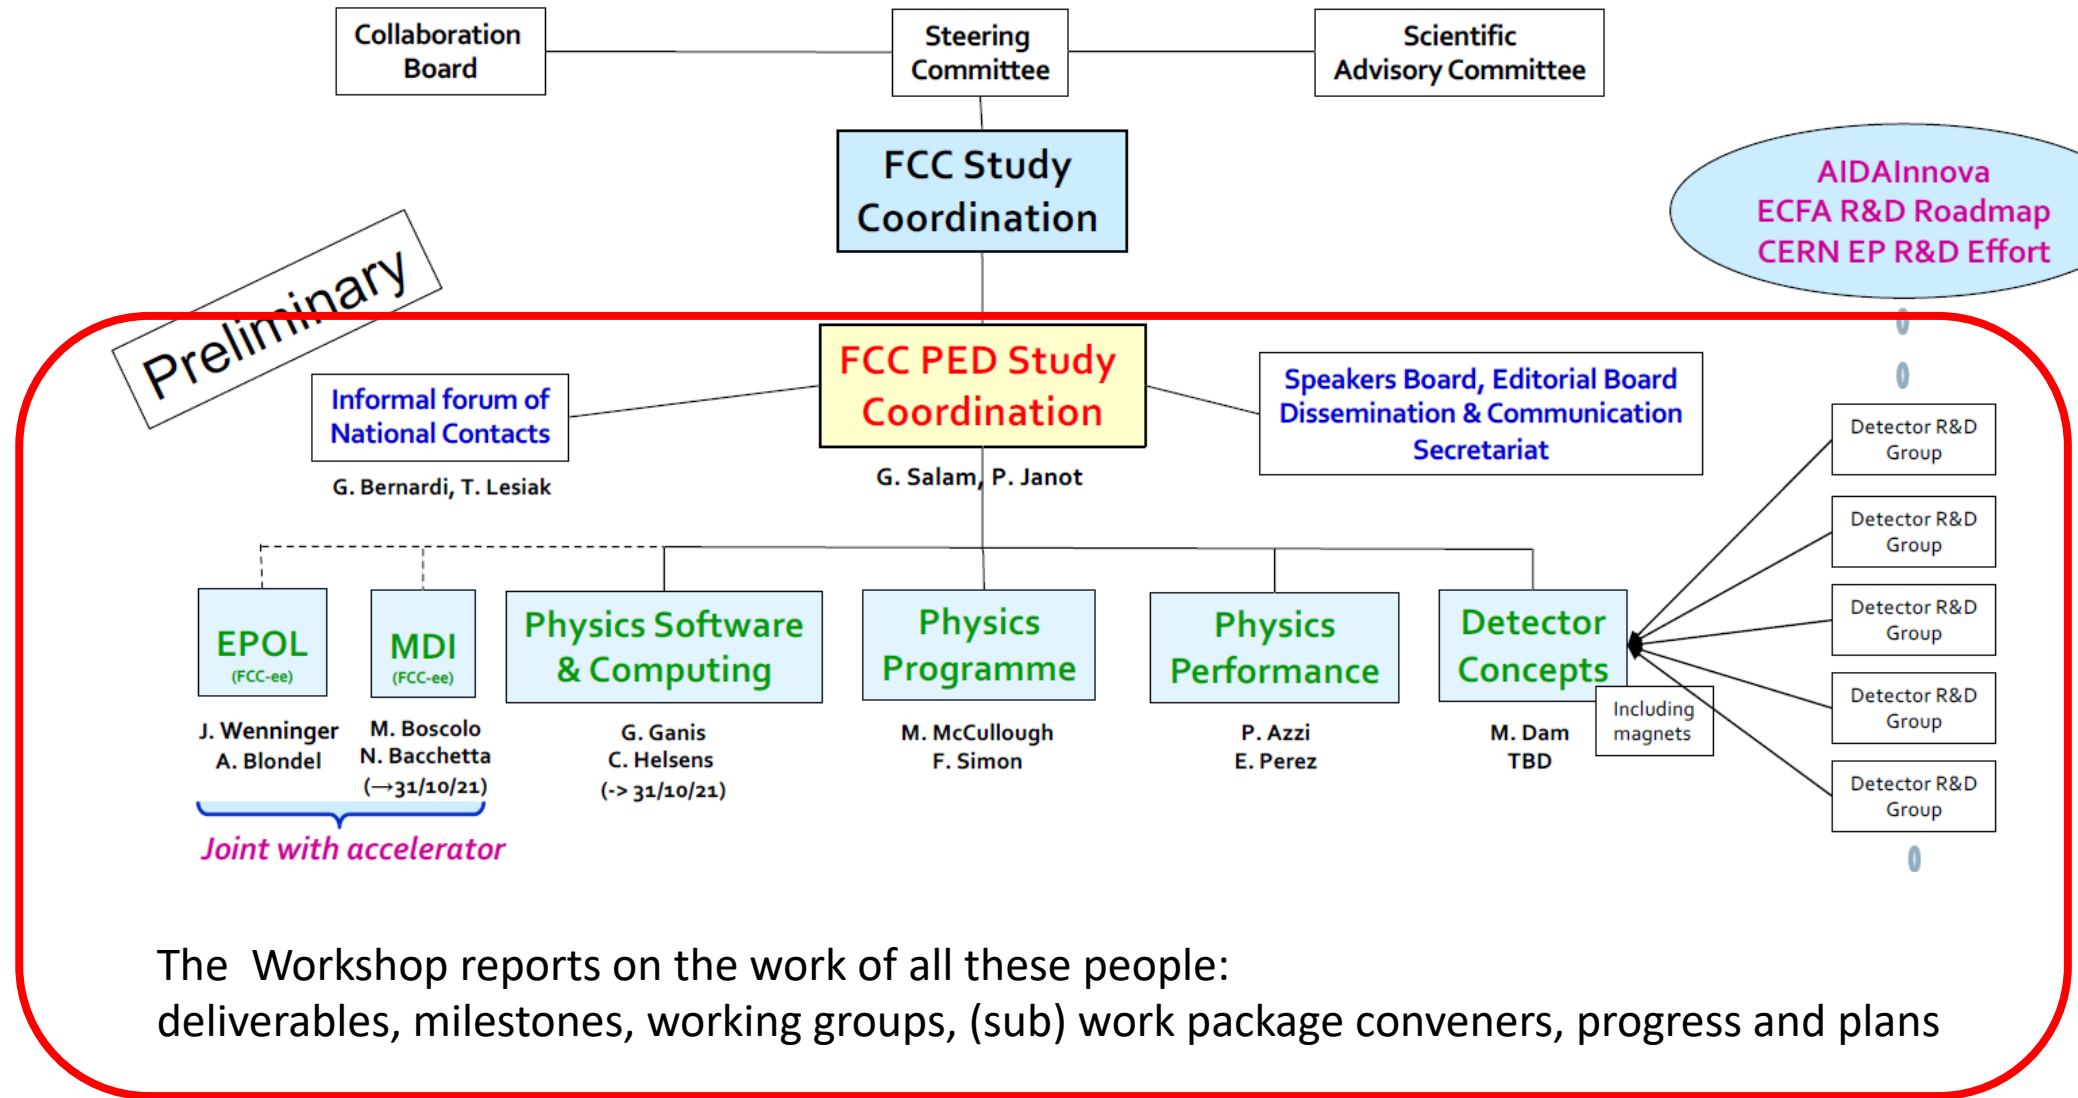 Collaboration
Board
Steering
Committee
Scientific
Advisory Committee
FCC Study
Coordination
AIDAInnova
ECFA R&D Roadmap
CERN EP R&D Effort
Preliminary
FCC PED Study
Coordination
G. Salam, P. Janot
Informal forum of
National Contacts
G. Bernardi, T. Lesiak
Speakers Board, Editorial Board
Dissemination & Communication
Secretariat
Detector R&D
Group
Detector R&D
Group
Detector R&D
Group
Detector R&D
Group
Detector R&D
Group
EPOL
(FCC-ee)
J. Wenninger
A. Blondel
MDI
(FCC-ee)
M. Boscolo
N. Bacchetta
(→31/10/21)
Joint with accelerator
Physics Software
& Computing
G. Ganis
C. Helsens
(-> 31/10/21)
Physics
Programme
M. McCullough
F. Simon
Physics
Performance
P. Azzi
E. Perez
Detector
Concepts
M. Dam
TBD
Including
magnets
The  Workshop reports on the work of all these people:
deliverables, milestones, working groups, (sub) work package conveners, progress and plans